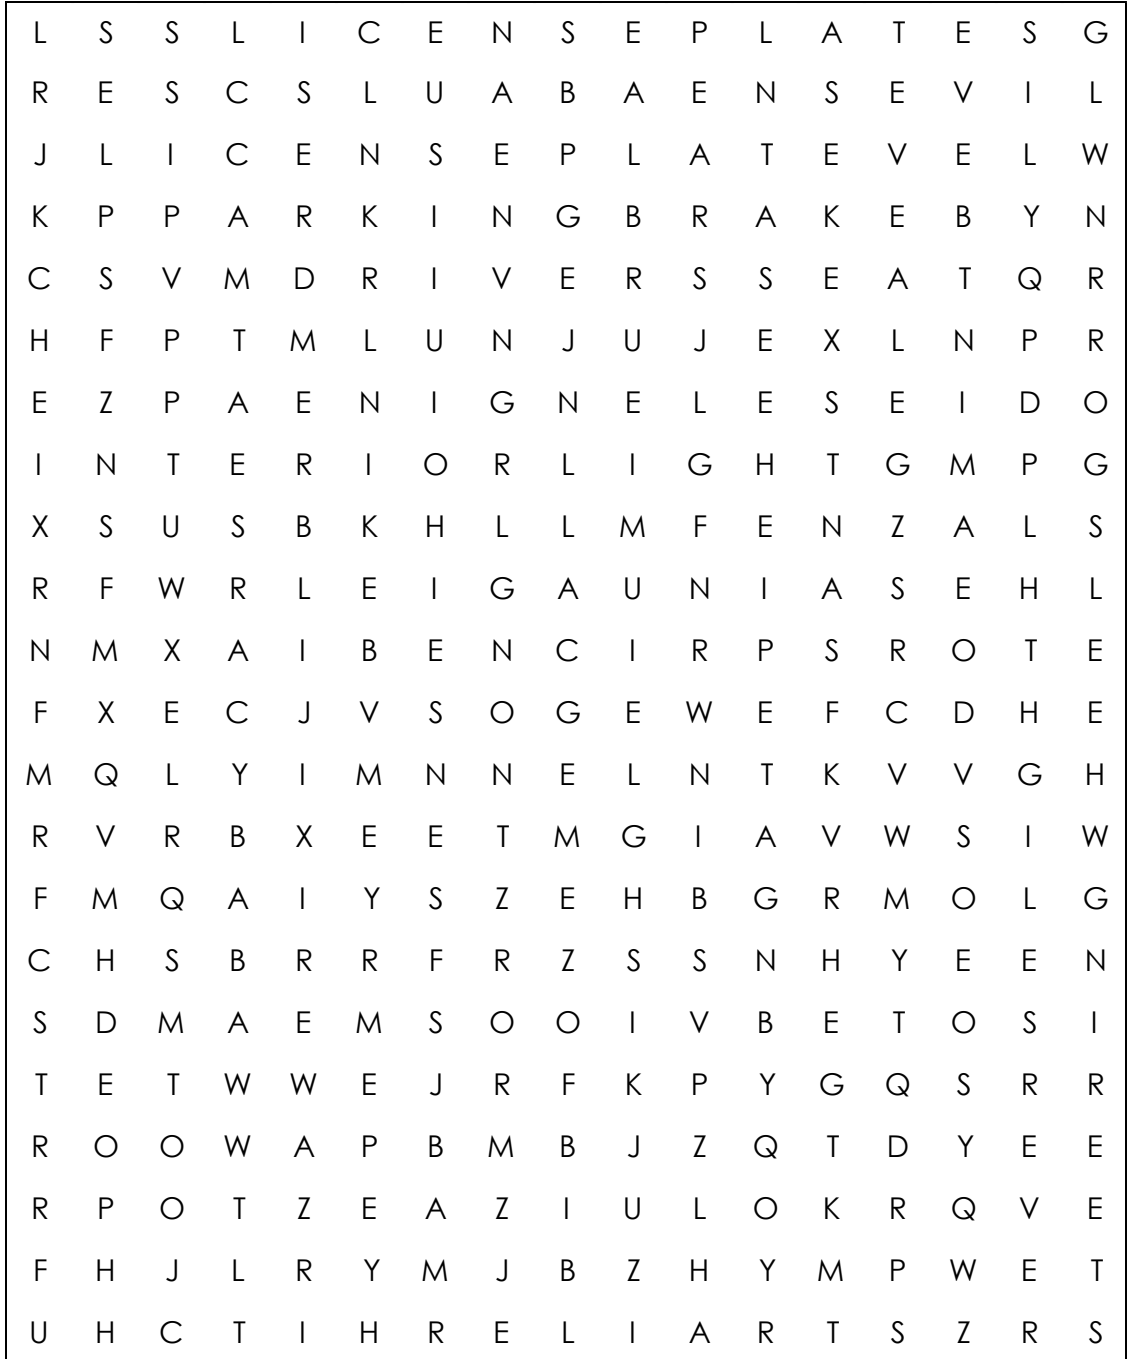 L S S L I C E N S E P L A T E S G
R E S C S L U A B A E N S E V I L
J L I C E N S E P L A T E V E L W
K P P A R K I N G B R A K E B Y N
C S V M D R I V E R S S E A T Q R
H F P T M L U N J U J E X L N P R
E Z P A E N I G N E L E S E I D O
I N T E R I O R L I G H T G M P G
X S U S B K H L L M F E N Z A L S
R F W R L E I G A U N I A S E H L
N M X A I B E N C I R P S R O T E
F X E C J V S O G E W E F C D H E
M Q L Y I M N N E L N T K V V G H
R V R B X E E T M G I A V W S I W
F M Q A I Y S Z E H B G R M O L G
C H S B R R F R Z S S N H Y E E N
S D M A E M S O O I V B E T O S I
T E T W W E J R F K P Y G Q S R R
R O O W A P B M B J Z Q T D Y E E
R P O T Z E A Z I U L O K R Q V E
F H J L R Y M J B Z H Y M P W E T
U H C T I H R E L I A R T S Z R S